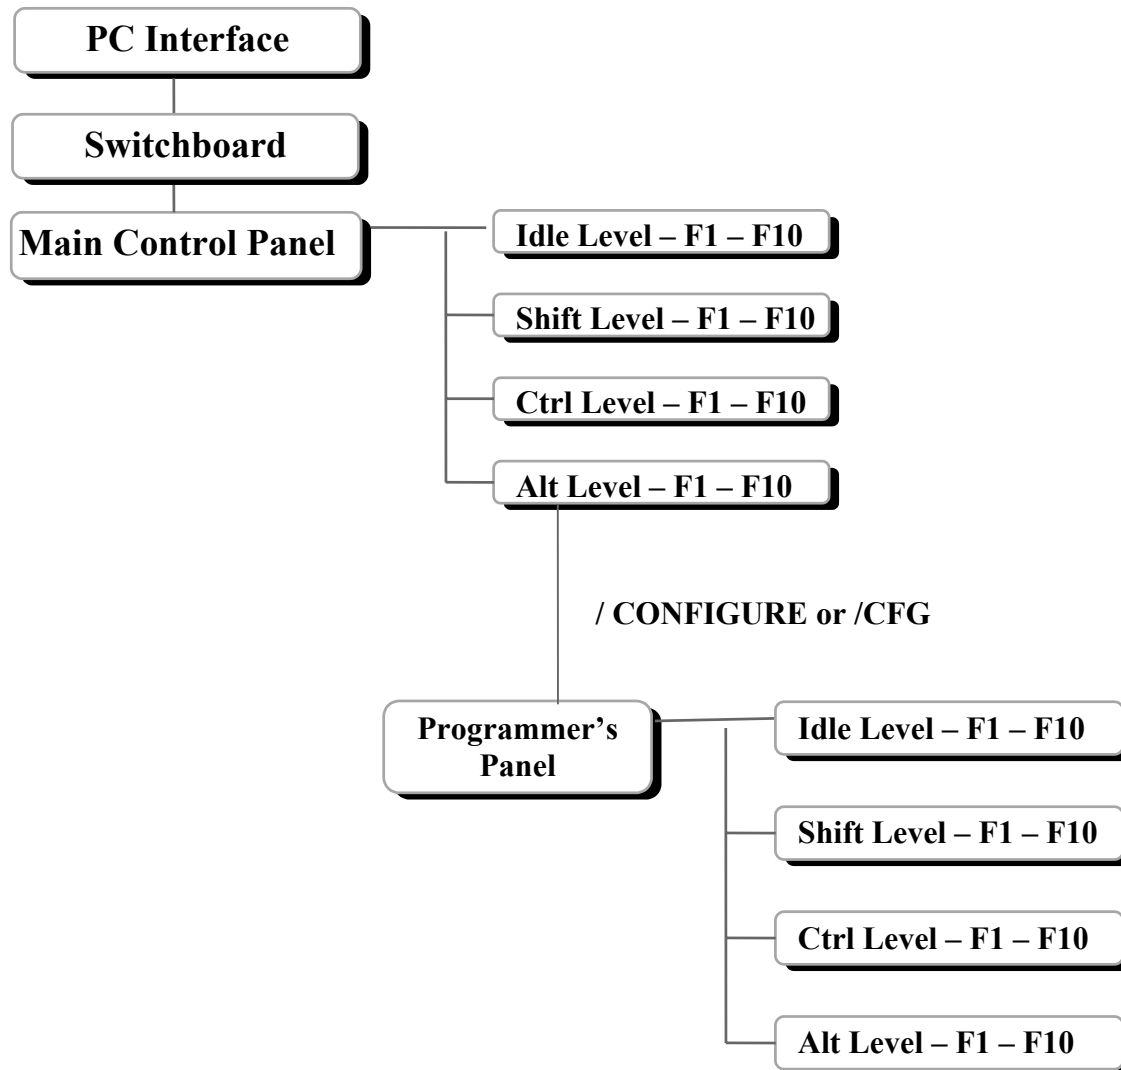 PC Interface
Switchboard
Main Control Panel
Idle Level – F1 – F10
Shift Level – F1 – F10
Ctrl Level – F1 – F10
Alt Level – F1 – F10
/ CONFIGURE or /CFG
Programmer’s
Panel
Idle Level – F1 – F10
Shift Level – F1 – F10
Ctrl Level – F1 – F10
Alt Level – F1 – F10